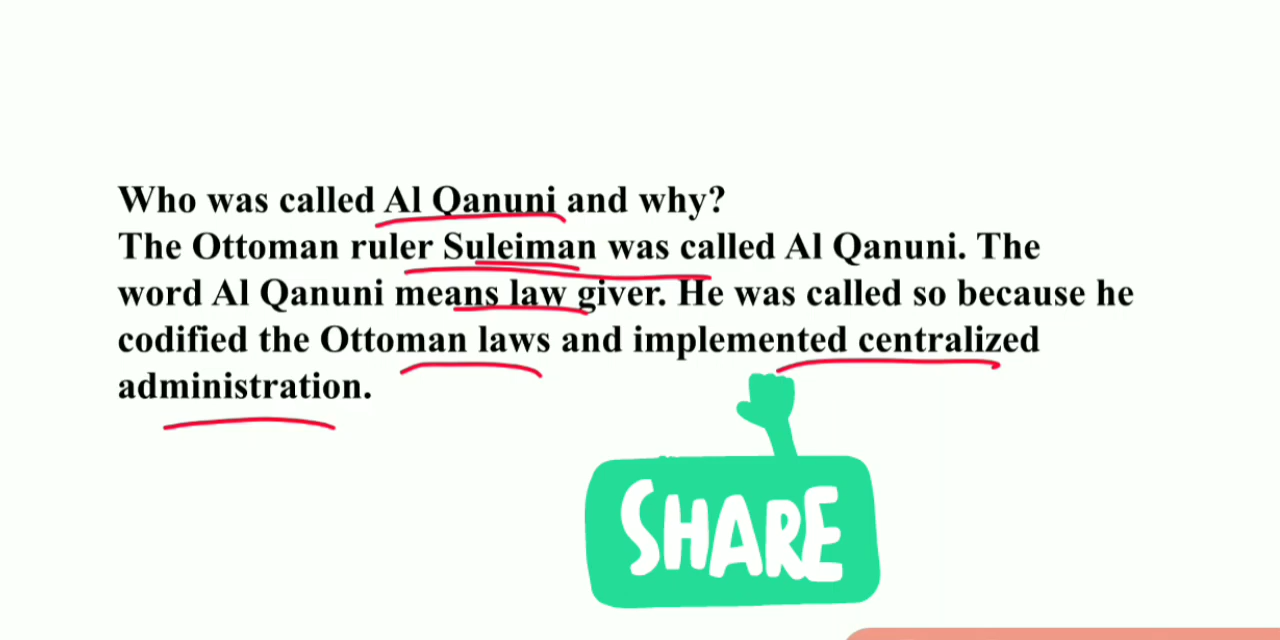 Who was called Al Qanuni and why?
The Ottoman ruler Suleiman was called Al Qanuni. The
word Al Qanuni means law giver. He was called so because he
codified the Ottoman laws and implemented centralized
administration.
SHARE